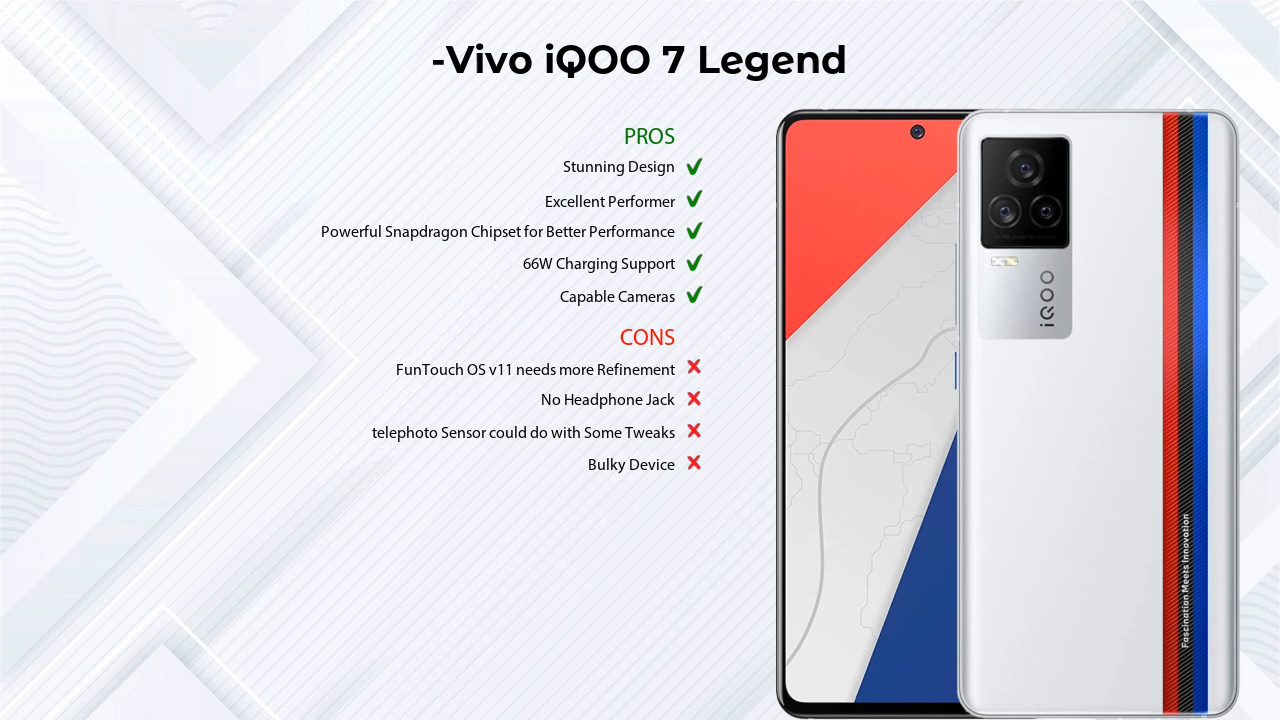 -Vivo iQOO 7 Legend
PROS
Stunning Design
Excellent Performer
Powerful Snapdragon Chipset for Better Performance
66W Charging Support
Capable Cameras
CONS
FunTouch OS v11 needs more Refinement
No Headphone Jack
telephoto Sensor could do with Some Tweaks
Bulky Device
iQOO
Fascination Meets Innovation